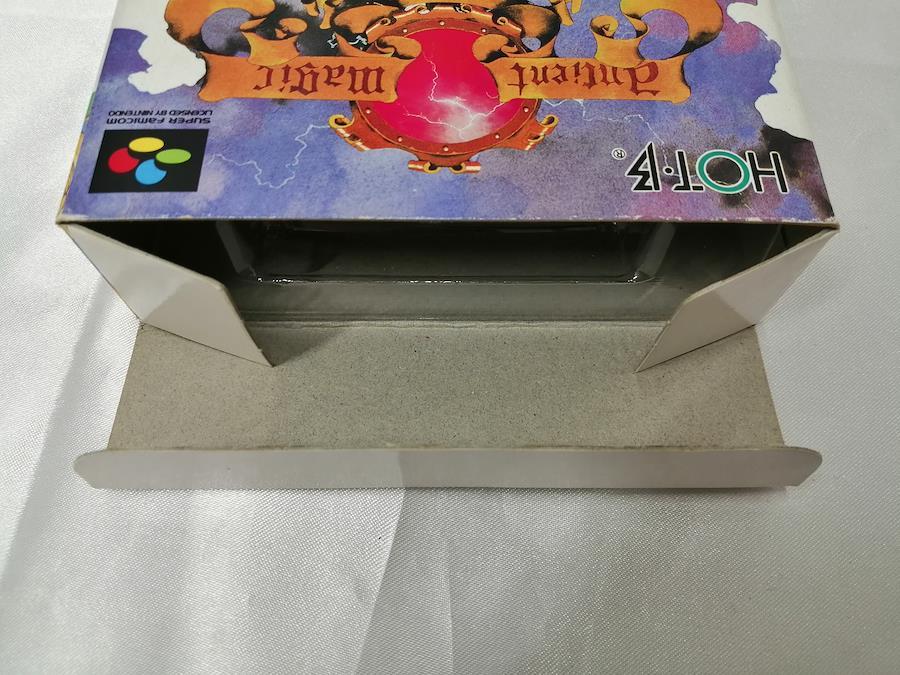 Ancient Magic
HOT·B®
SUPER Famicom
LICENSED BY NINTENDO